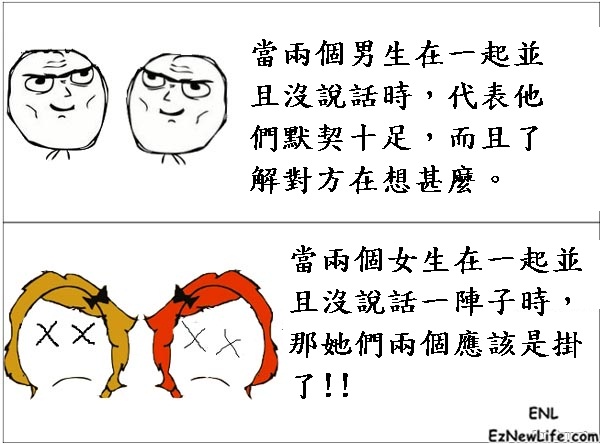 當兩個男生在一起並
且沒說話時，代表他
們默契十足，而且了
解對方在想甚麼。
當兩個女生在一起並
且沒說話一陣子時，
那她們兩個應該是掛
了!!
ENL
EzNewLife.com